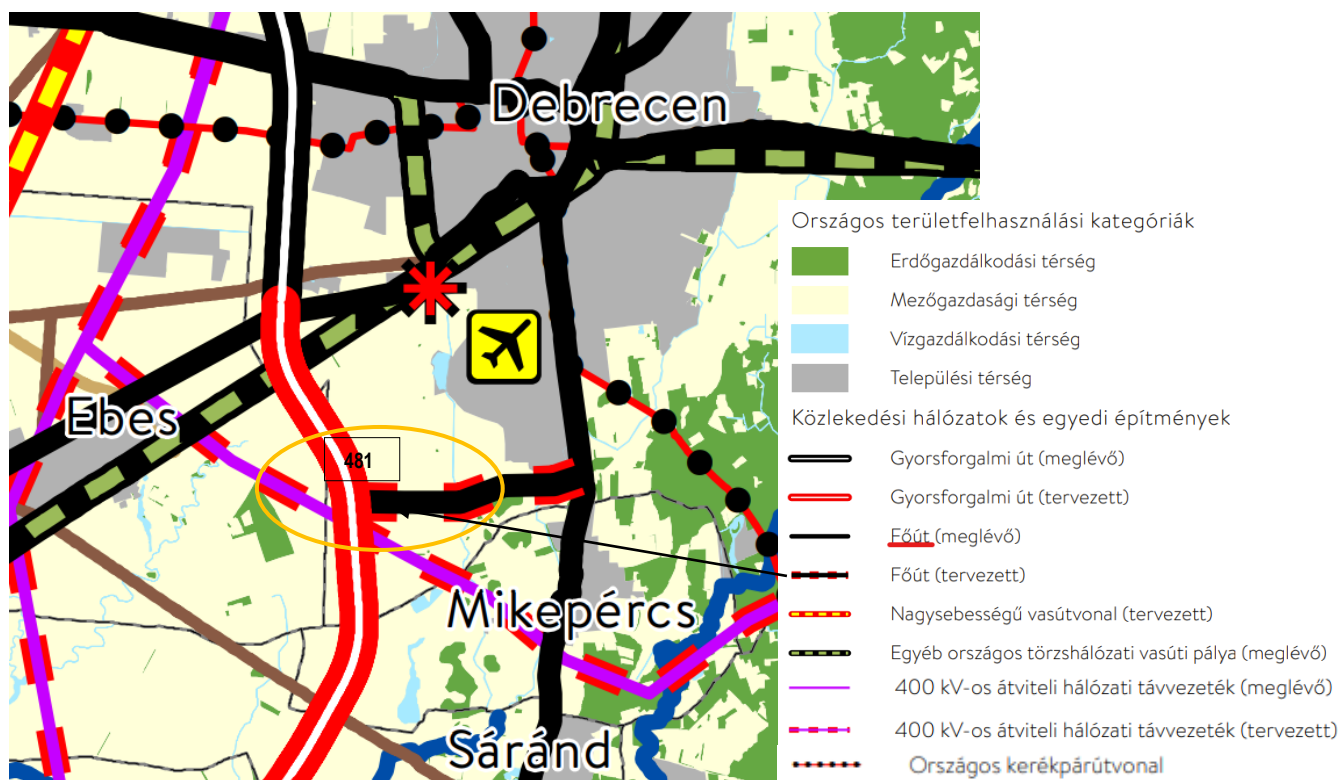 Debrecen
Ebes
481
Mikepércs
Sáránd
Országos területfelhasználási kategóriák
Erdőgazdálkodási térség
Mezőgazdasági térség
Vízgazdálkodási térség
Települési térség
Közlekedési hálózatok és egyedi építmények
Gyorsforgalmi út (meglévő)
Gyorsforgalmi út (tervezett)
Főút (meglévő)
Főút (tervezett)
Nagysebességű vasútvonal (tervezett)
Egyéb országos törzshálózati vasúti pálya (meglévő)
400 kV-os átviteli hálózati távvezeték (meglévő)
400 kV-os átviteli hálózati távvezeték (tervezett)
Országos kerékpárútvonal